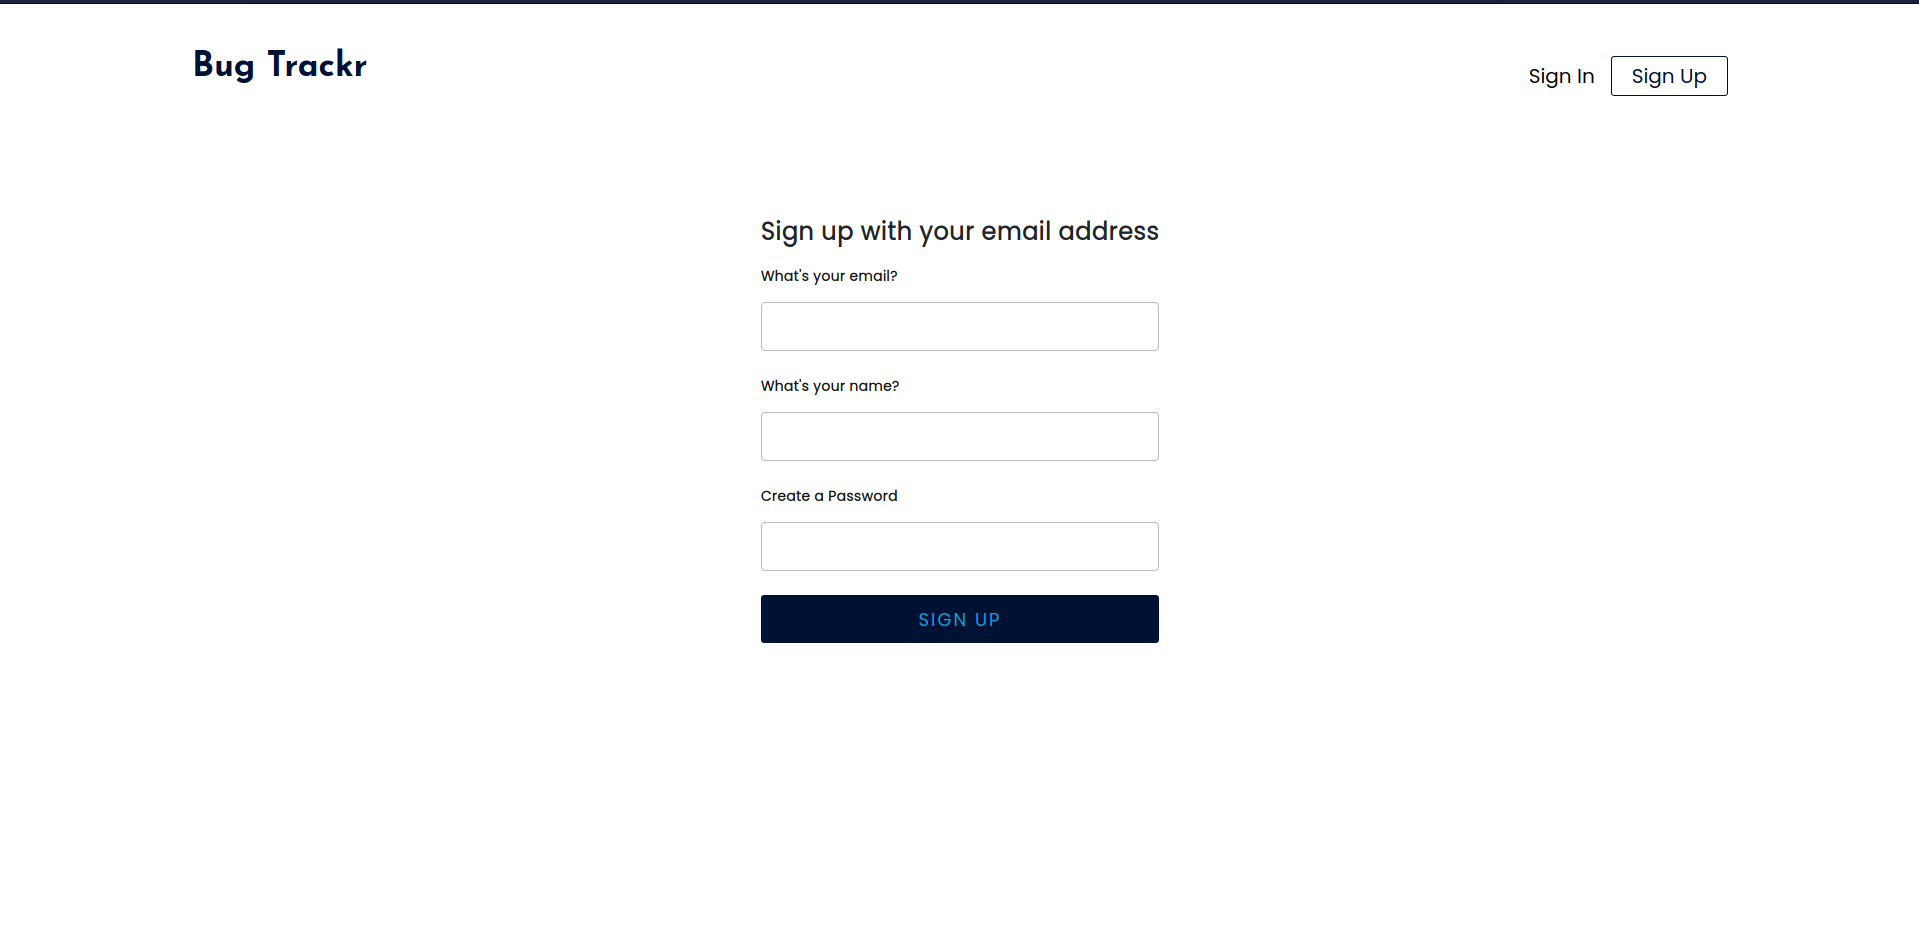 Bug Trackr
Sign In
Sign Up
Sign up with your email address
What's your email?
What's your name?
Create a Password
SIGN UP